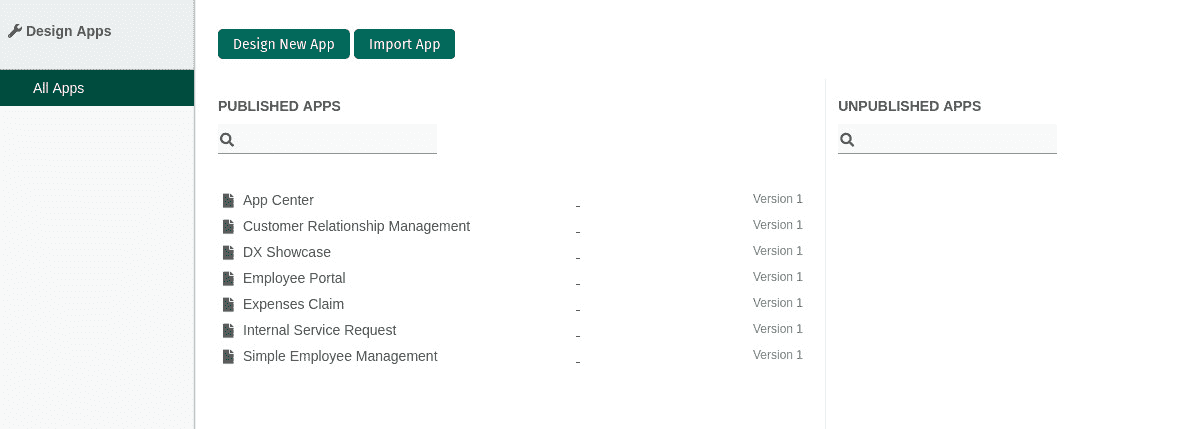 Design Apps
All Apps
Design New App
Import App
PUBLISHED APPS
App Center _ Version 1
Customer Relationship Management _ Version 1
DX Showcase _ Version 1
Employee Portal _ Version 1
Expenses Claim _ Version 1
Internal Service Request _ Version 1
Simple Employee Management _ Version 1
UNPUBLISHED APPS